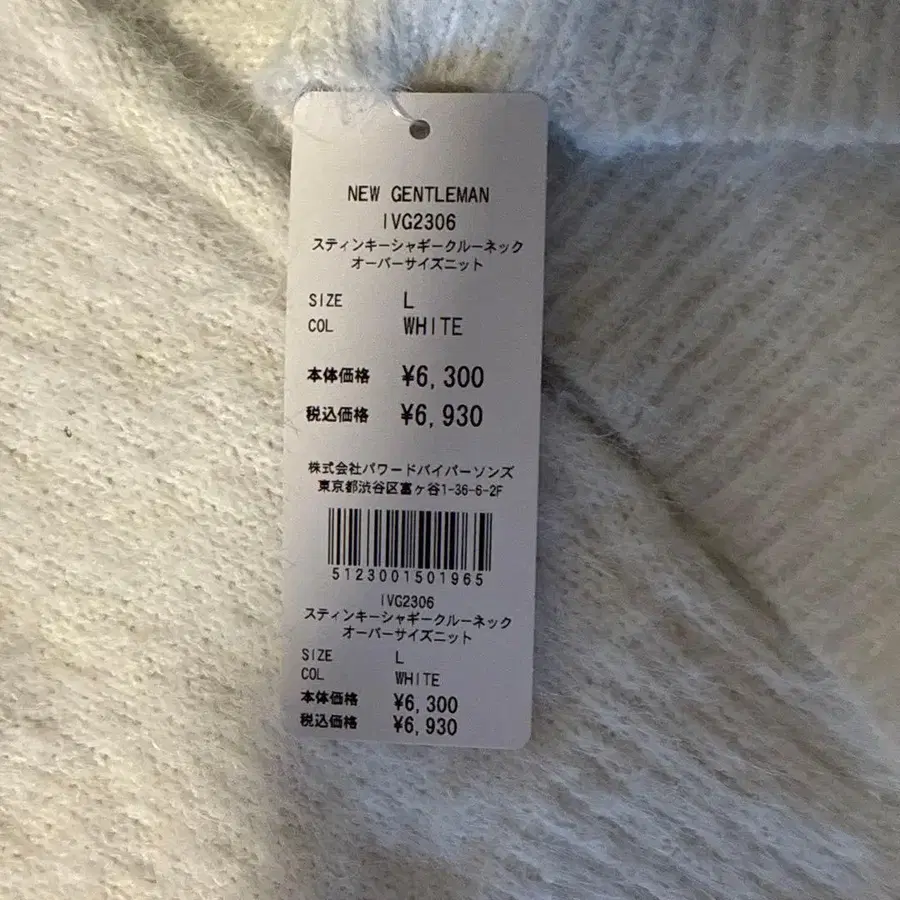 NEW GENTLEMAN
IVG2306
スティンキーシャギークルーネック
オーバーサイズニット
SIZE L
COL WHITE
本体価格 ¥6,300
税込価格 ¥6,930
株式会社パワードバイパーソンズ
東京都渋谷区富ヶ谷1-36-6-2F
5123001501965
IVG2306
スティンキーシャギークルーネック
オーバーサイズニット
SIZE L
COL WHITE
本体価格 ¥6,300
税込価格 ¥6,930